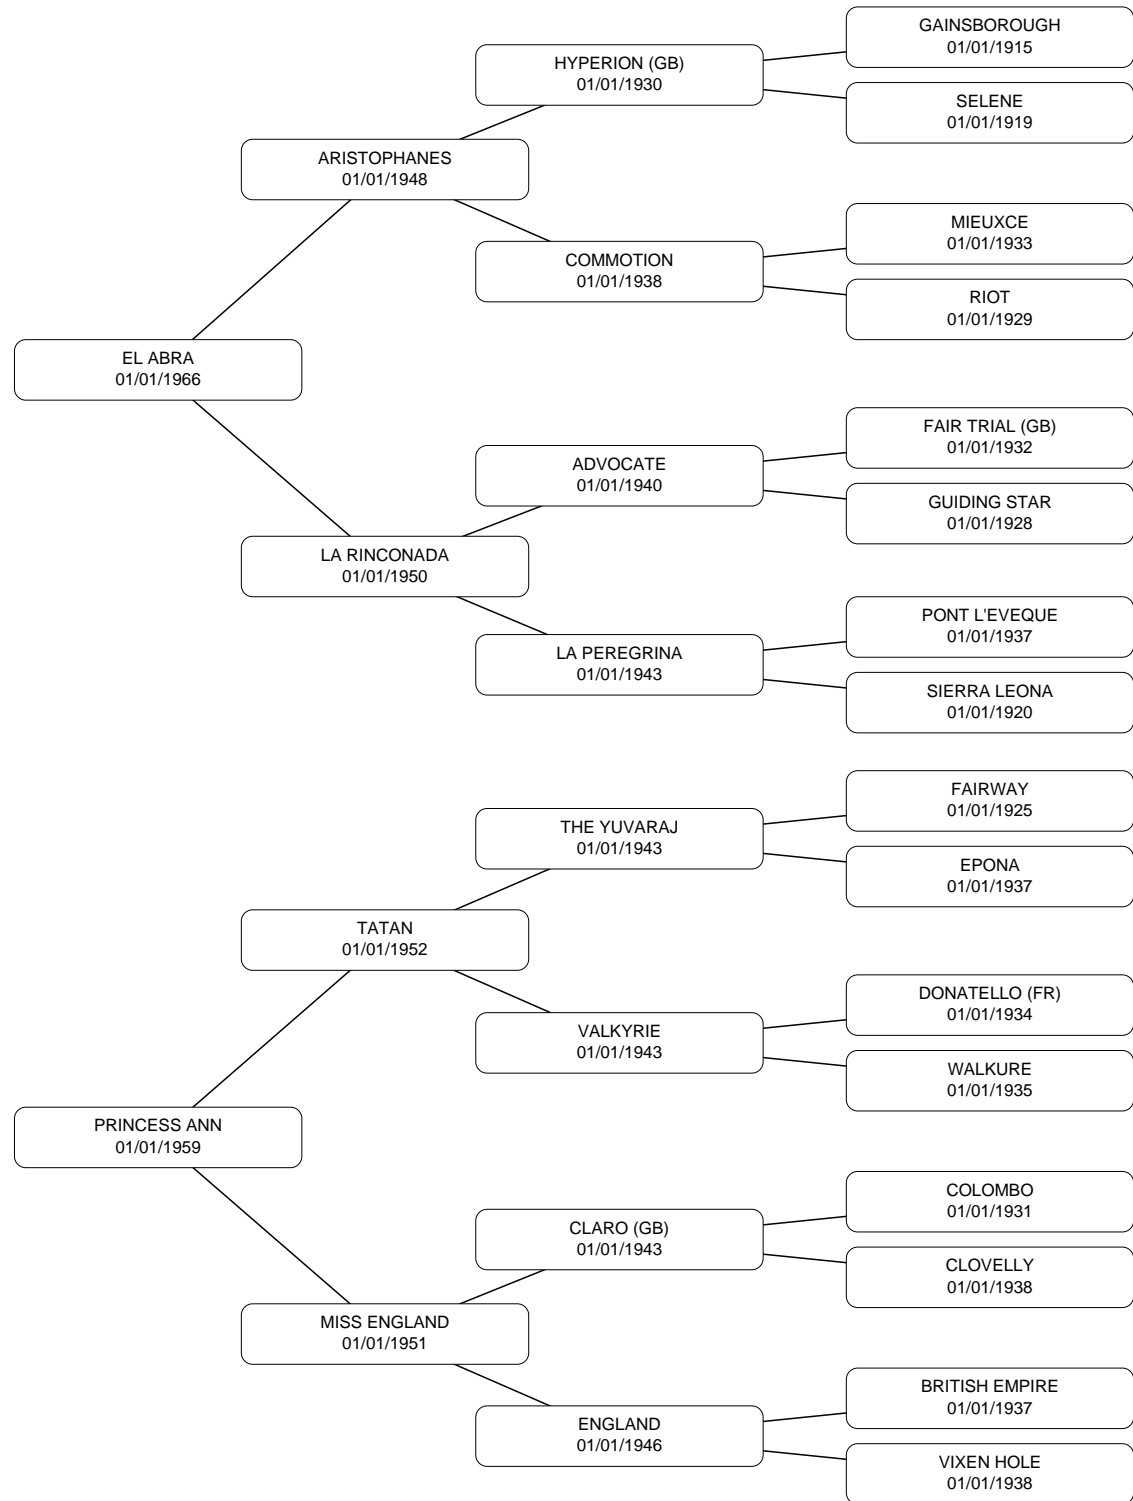 GAINSBOROUGH
01/01/1915
HYPERION (GB)
01/01/1930
SELENE
01/01/1919
ARISTOPHANES
01/01/1948
MIEUXCE
01/01/1933
COMMOTION
01/01/1938
RIOT
01/01/1929
EL ABRA
01/01/1966
FAIR TRIAL (GB)
01/01/1932
ADVOCATE
01/01/1940
GUIDING STAR
01/01/1928
LA RINCONADA
01/01/1950
PONT L'EVEQUE
01/01/1937
LA PEREGRINA
01/01/1943
SIERRA LEONA
01/01/1920
FAIRWAY
01/01/1925
THE YUVARAJ
01/01/1943
EPONA
01/01/1937
TATAN
01/01/1952
DONATELLO (FR)
01/01/1934
VALKYRIE
01/01/1943
WALKURE
01/01/1935
PRINCESS ANN
01/01/1959
COLOMBO
01/01/1931
CLARO (GB)
01/01/1943
CLOVELLY
01/01/1938
MISS ENGLAND
01/01/1951
BRITISH EMPIRE
01/01/1937
ENGLAND
01/01/1946
VIXEN HOLE
01/01/1938